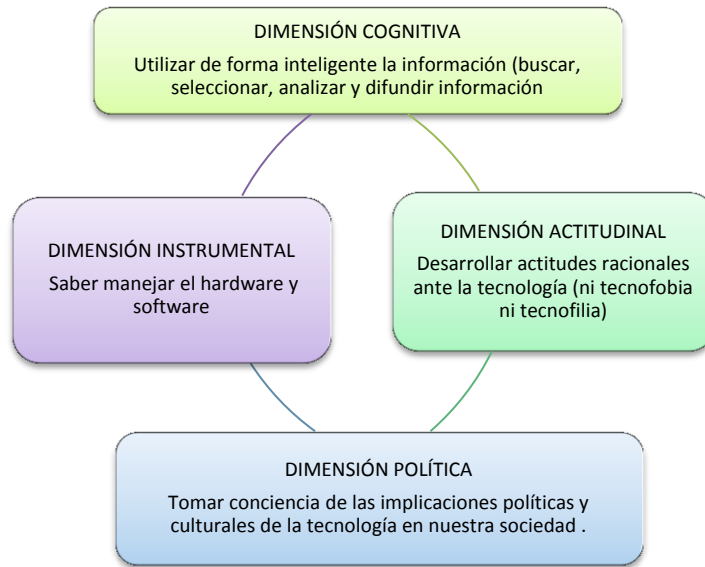 DIMENSIÓN COGNITIVA
Utilizar de forma inteligente la información (buscar,
seleccionar, analizar y difundir información
DIMENSIÓN INSTRUMENTAL
Saber manejar el hardware y
software
DIMENSIÓN ACTITUDINAL
Desarrollar actitudes racionales
ante la tecnología (ni tecnofobia
ni tecnofilia)
DIMENSIÓN POLÍTICA
Tomar conciencia de las implicaciones políticas y
culturales de la tecnología en nuestra sociedad .